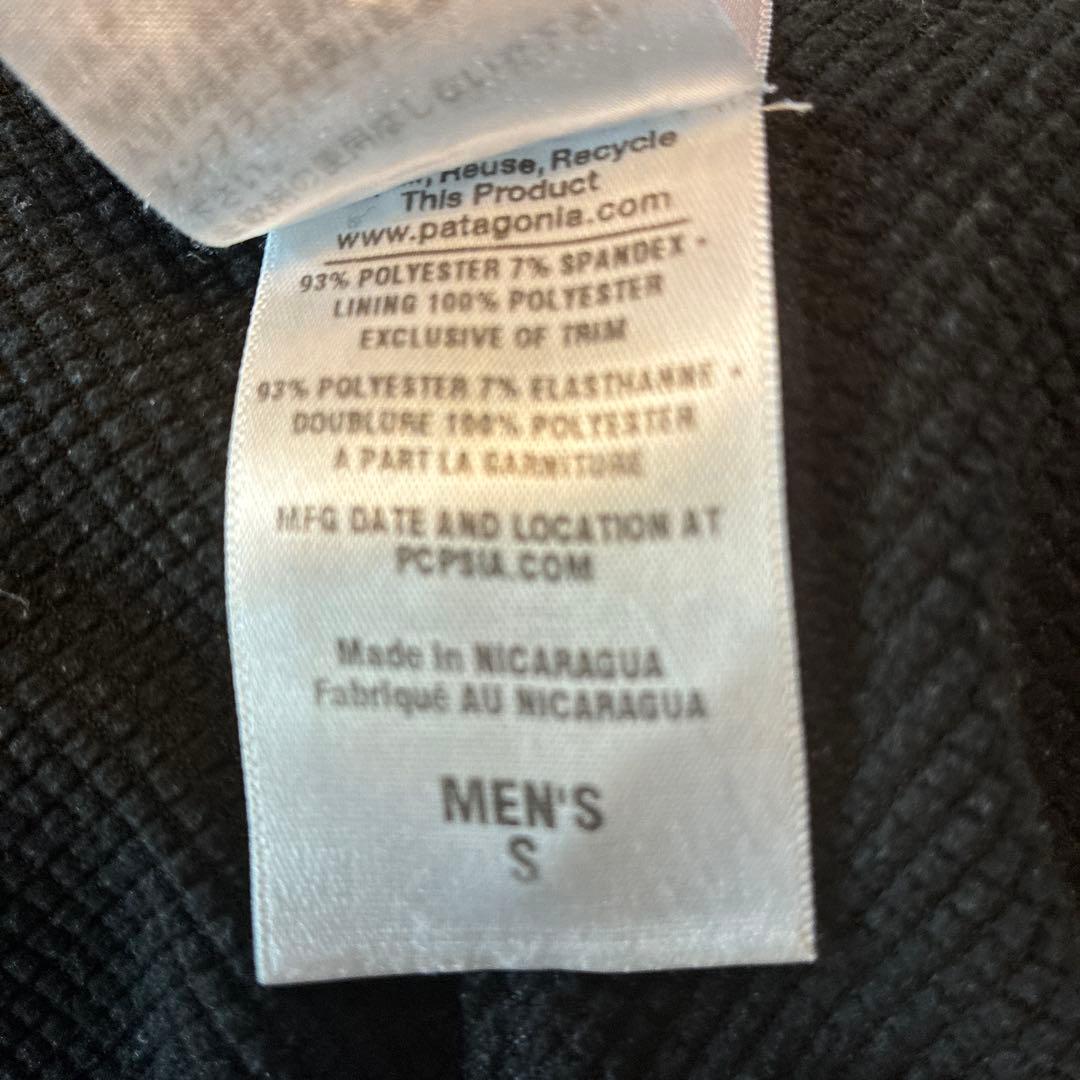 Reuse, Recycle
This Product
www.patagonia.com
93% POLYESTER 7% SPANDEX •
LINING 100% POLYESTER
EXCLUSIVE OF TRIM
93% POLYESTER 7% ELASTHANNE •
DOUBLURE 100% POLYESTER
A PART LA GARNITURE
MFG DATE AND LOCATION AT
PCPSIA.COM
Made in NICARAGUA
Fabriqué AU NICARAGUA
MEN'S
S